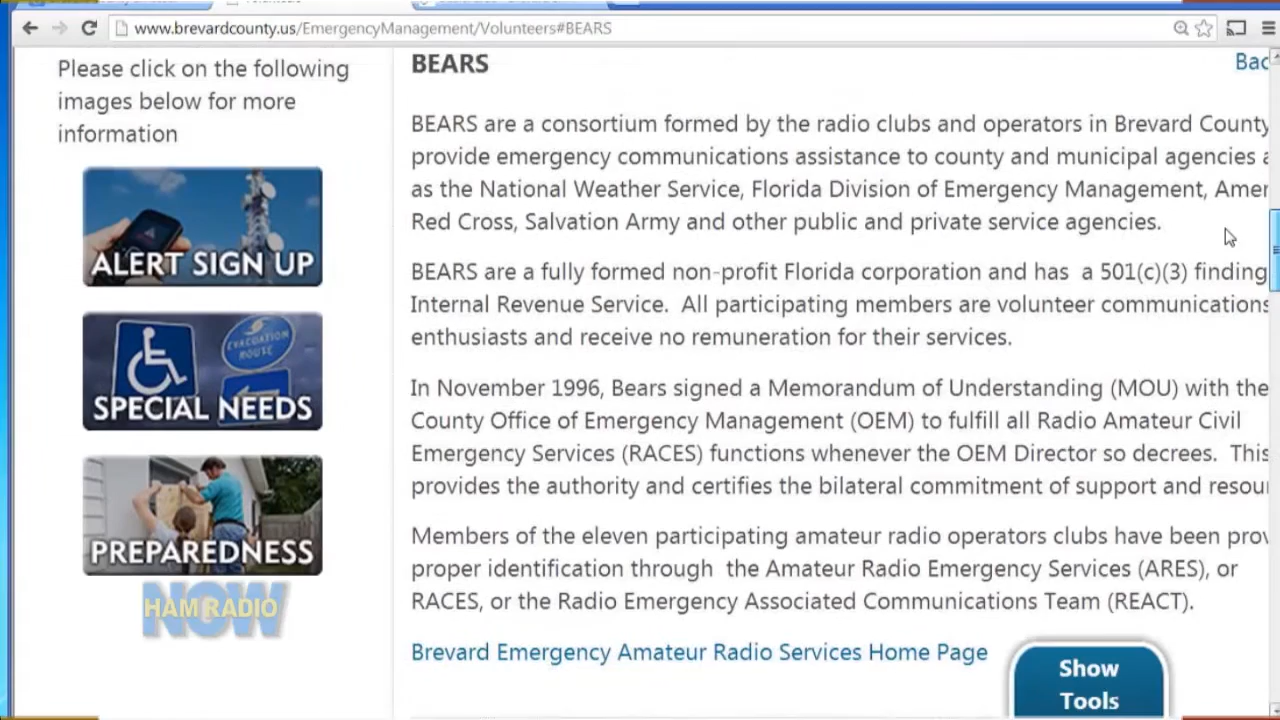 www.brevardcounty.us/EmergencyManagement/Volunteers#BEARS
Please click on the following
images below for more
information
ALERT SIGN UP
EVACUATION
ROUTE
SPECIAL NEEDS
PREPAREDNESS
HAM RADIO
NOW
BEARS
Bac
BEARS are a consortium formed by the radio clubs and operators in Brevard County
provide emergency communications assistance to county and municipal agencies a
as the National Weather Service, Florida Division of Emergency Management, Amer
Red Cross, Salvation Army and other public and private service agencies.
BEARS are a fully formed non-profit Florida corporation and has a 501(c)(3) finding
Internal Revenue Service. All participating members are volunteer communications
enthusiasts and receive no remuneration for their services.
In November 1996, Bears signed a Memorandum of Understanding (MOU) with the
County Office of Emergency Management (OEM) to fulfill all Radio Amateur Civil
Emergency Services (RACES) functions whenever the OEM Director so decrees. This
provides the authority and certifies the bilateral commitment of support and resou
Members of the eleven participating amateur radio operators clubs have been prov
proper identification through the Amateur Radio Emergency Services (ARES), or
RACES, or the Radio Emergency Associated Communications Team (REACT).
Brevard Emergency Amateur Radio Services Home Page
Show
Tools